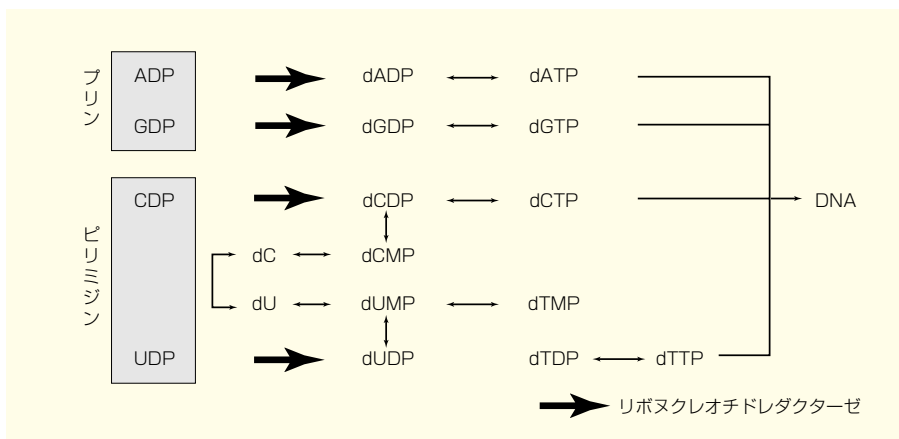 プリン
ADP dADP dATP
GDP dGDP dGTP
ピリミジン
CDP dCDP dCTP DNA
dC dCMP
dU dUMP dTMP
UDP dUDP dTDP dTTP
リボヌクレオチドレダクターゼ